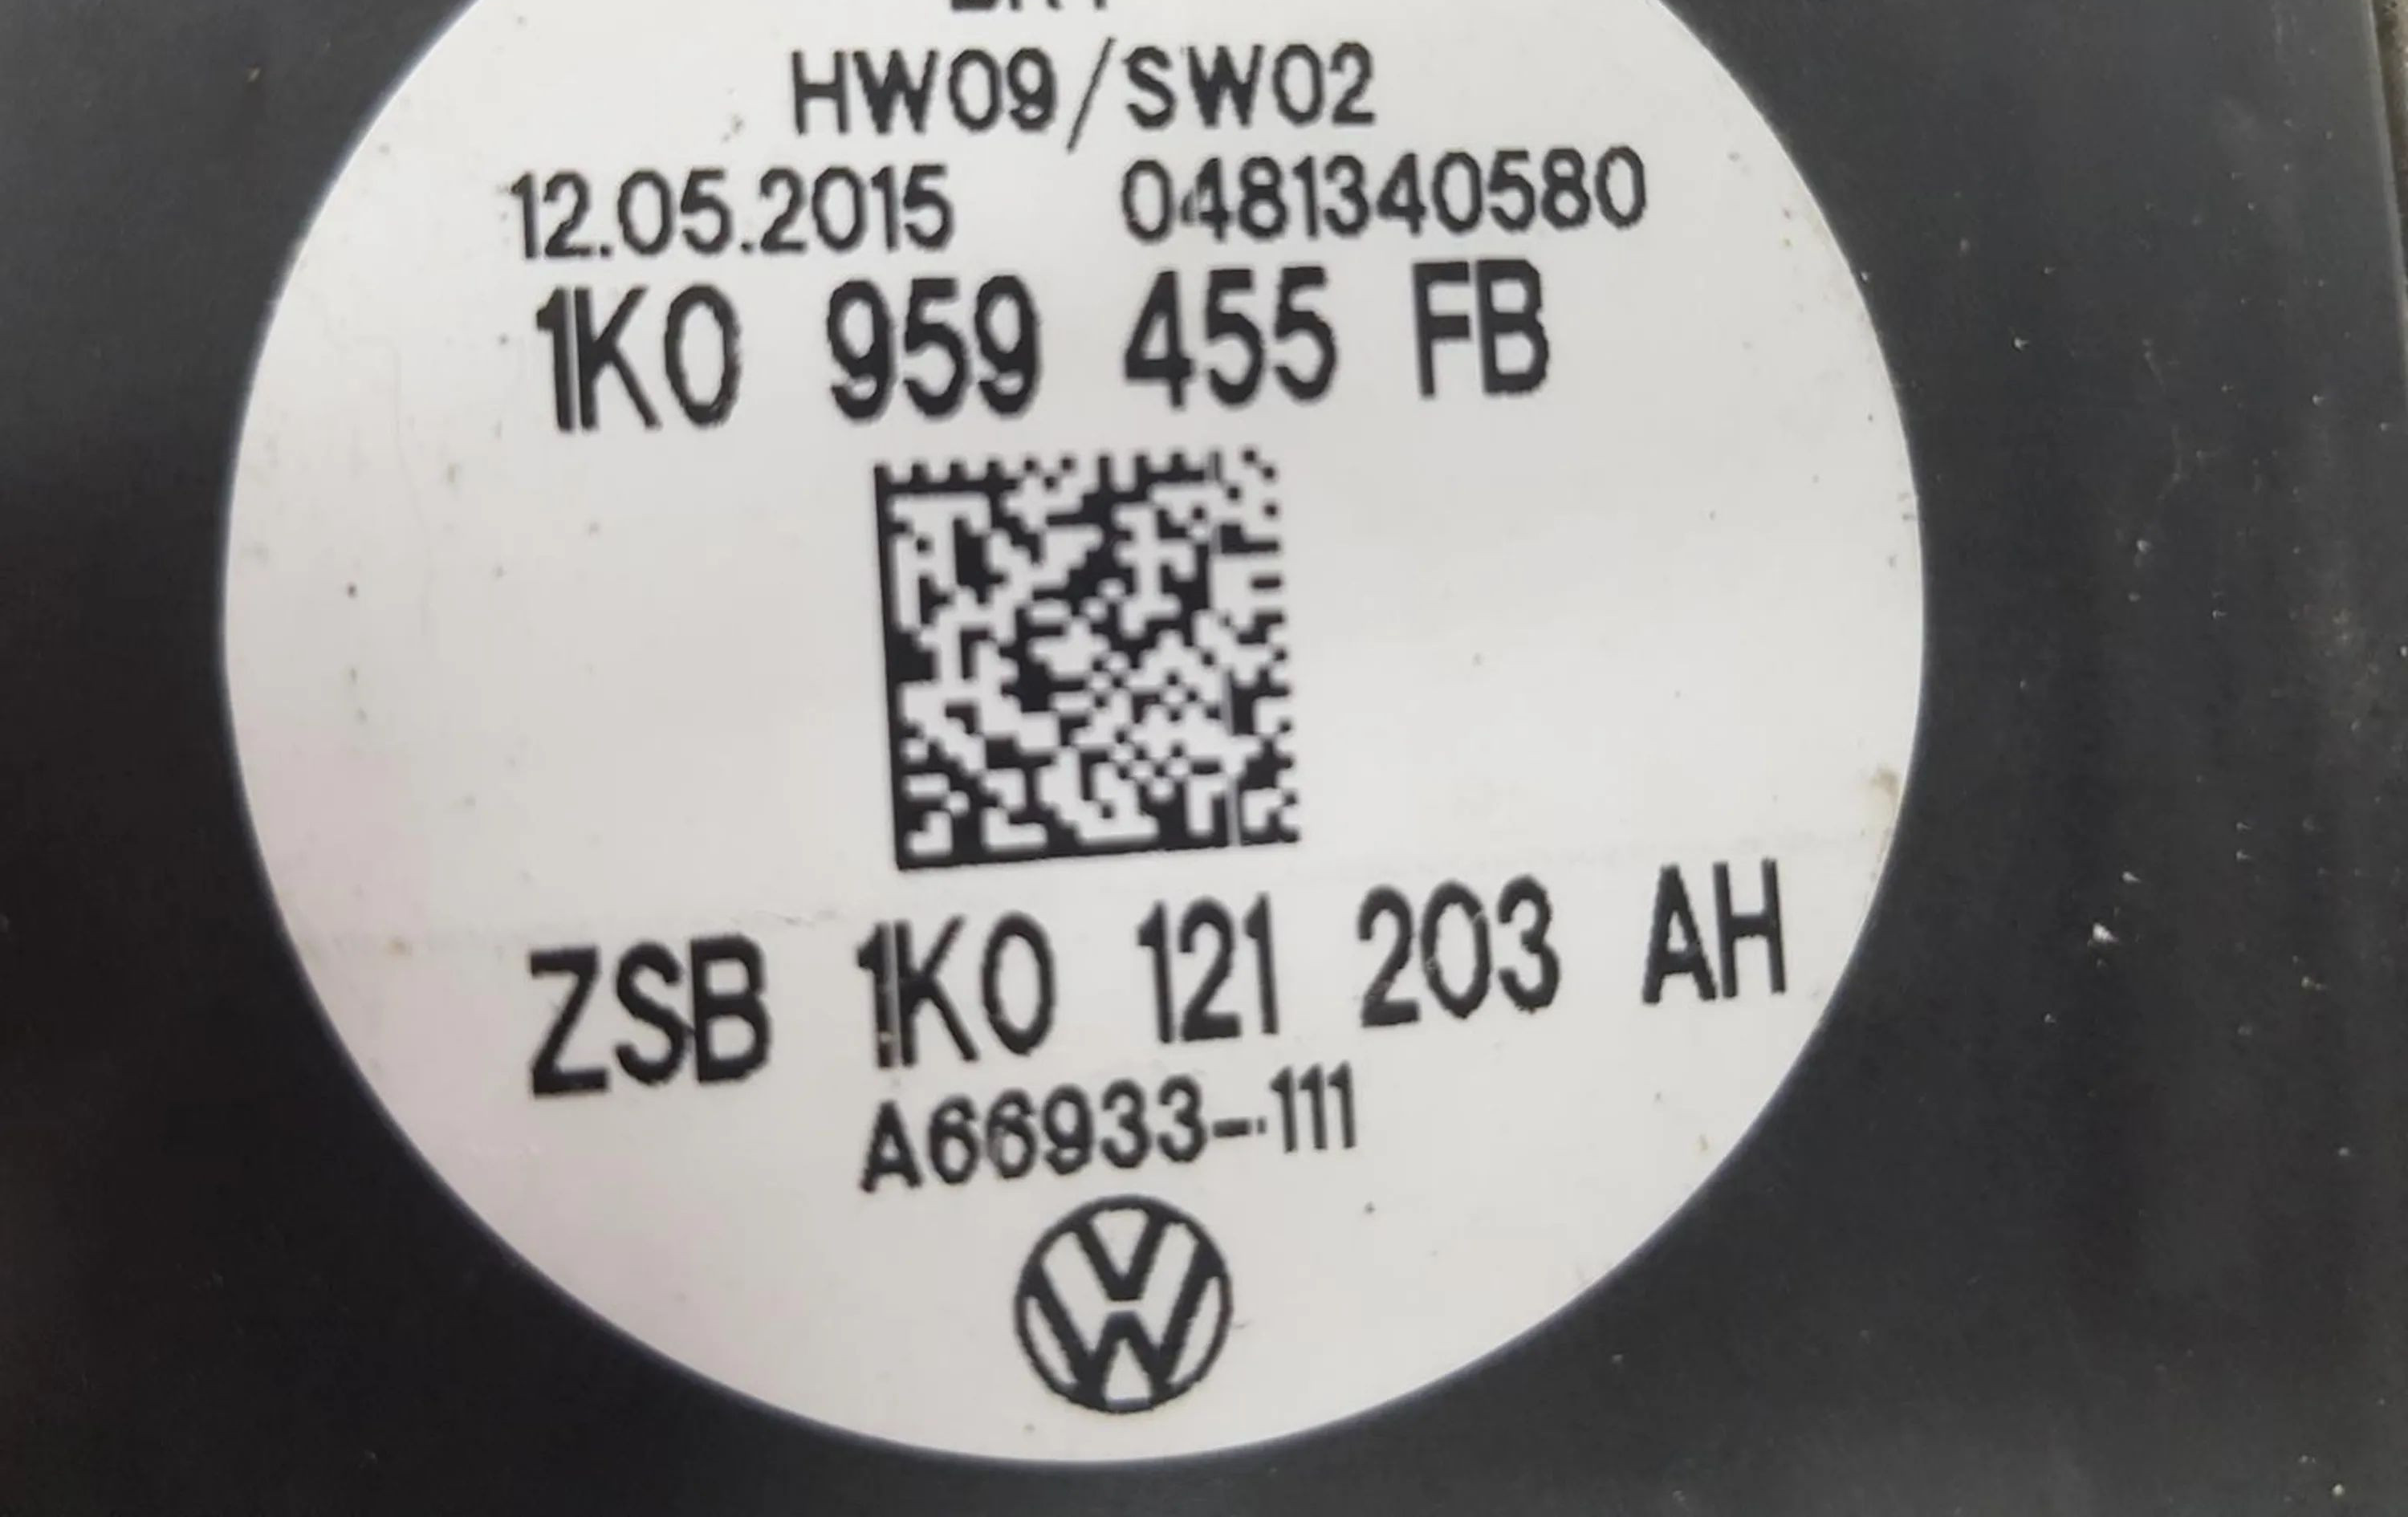 HW09/SW02
12.05.2015 0481340580
1K0 959 455 FB
ZSB 1K0 121 203 AH
A66933-111